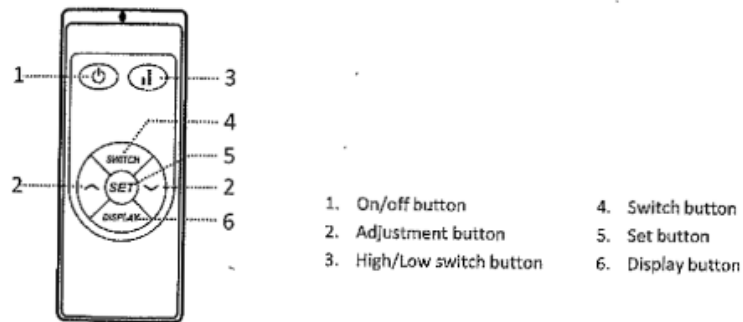 1
3
4
SWITCH
5
2
SET
2
DISPLAY
6
1. On/off button
2. Adjustment button
3. High/Low switch button
4. Switch button
5. Set button
6. Display button